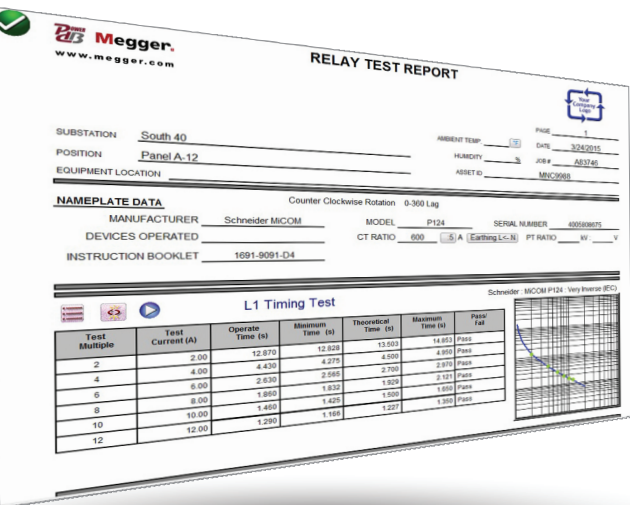 POWER DB Megger.
www.megger.com
RELAY TEST REPORT
Your Company Logo
PAGE 1
SUBSTATION South 40
AMBIENT TEMP.
DATE 3/24/2015
POSITION Panel A-12
HUMIDITY %
JOB # A83746
EQUIPMENT LOCATION
ASSET ID MNC9988
NAMEPLATE DATA
Counter Clockwise Rotation 0-360 Lag
MANUFACTURER Schneider MiCOM
MODEL P124
SERIAL NUMBER 4005808675
DEVICES OPERATED
CT RATIO 600 5 A Earthing L<- N PT RATIO kV : V
INSTRUCTION BOOKLET 1691-9091-D4
L1 Timing Test
Schneider : MiCOM P124 : Very Inverse (IEC)
Test Multiple Test Current (A) Operate Time (s) Minimum Time (s) Theoretical Time (s) Maximum Time (s) Pass/ Fail
2 2.00 12.870 12.828 13.503 14.853 Pass
4 4.00 4.430 4.275 4.500 4.950 Pass
6 6.00 2.630 2.565 2.700 2.970 Pass
8 8.00 1.860 1.832 1.929 2.121 Pass
10 10.00 1.460 1.425 1.500 1.650 Pass
12 12.00 1.290 1.166 1.227 1.350 Pass